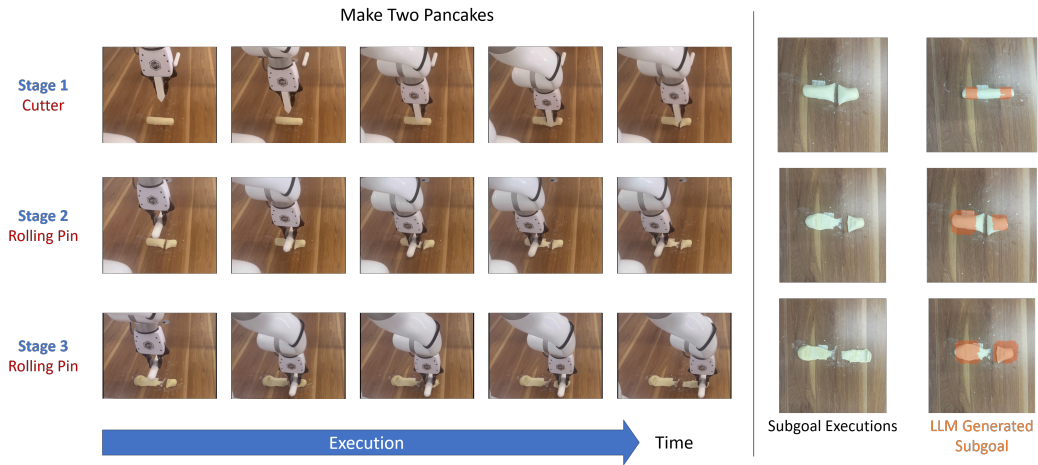 Make Two Pancakes
Stage 1
Cutter
Stage 2
Rolling Pin
Stage 3
Rolling Pin
Execution
Time
Subgoal Executions
LLM Generated
Subgoal